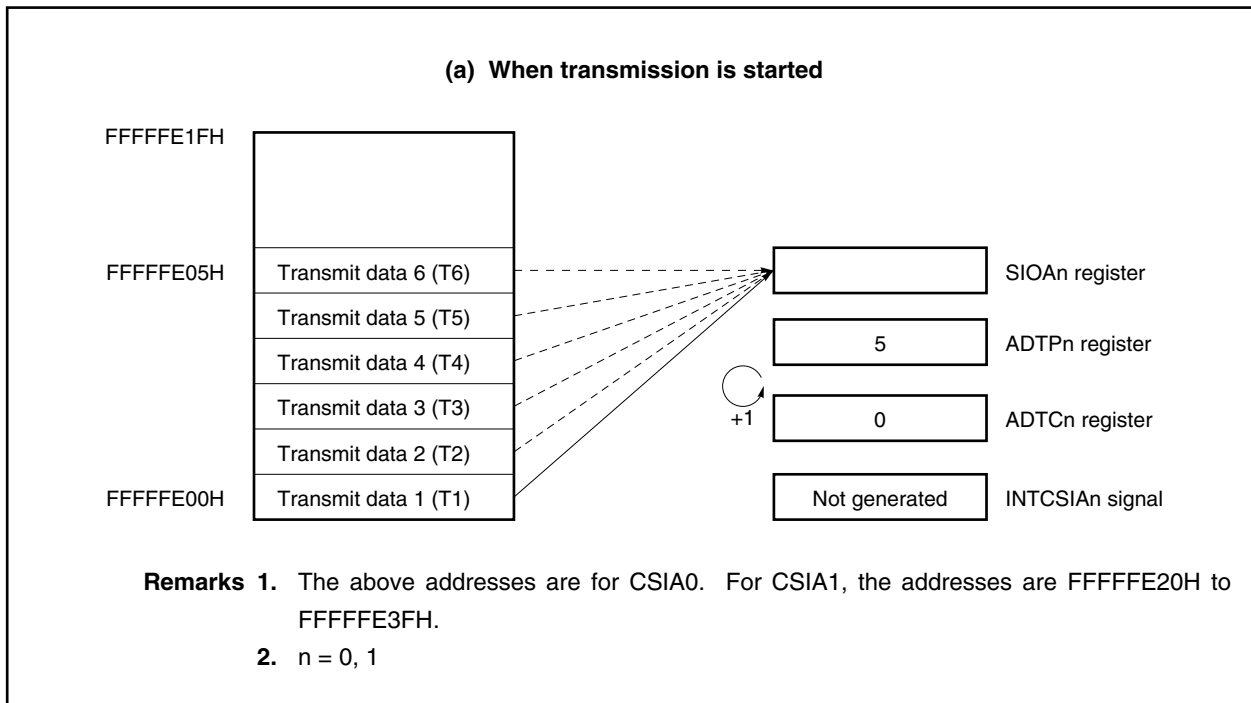 (a) When transmission is started
FFFFFE1FH
FFFFFE05H
Transmit data 6 (T6)
SIOAn register
Transmit data 5 (T5)
5
ADTPn register
Transmit data 4 (T4)
Transmit data 3 (T3)
+1
0
ADTCn register
Transmit data 2 (T2)
FFFFFE00H
Transmit data 1 (T1)
Not generated
INTCSIAn signal
Remarks 1. The above addresses are for CSIA0. For CSIA1, the addresses are FFFFFE20H to
FFFFFE3FH.
2. n = 0, 1